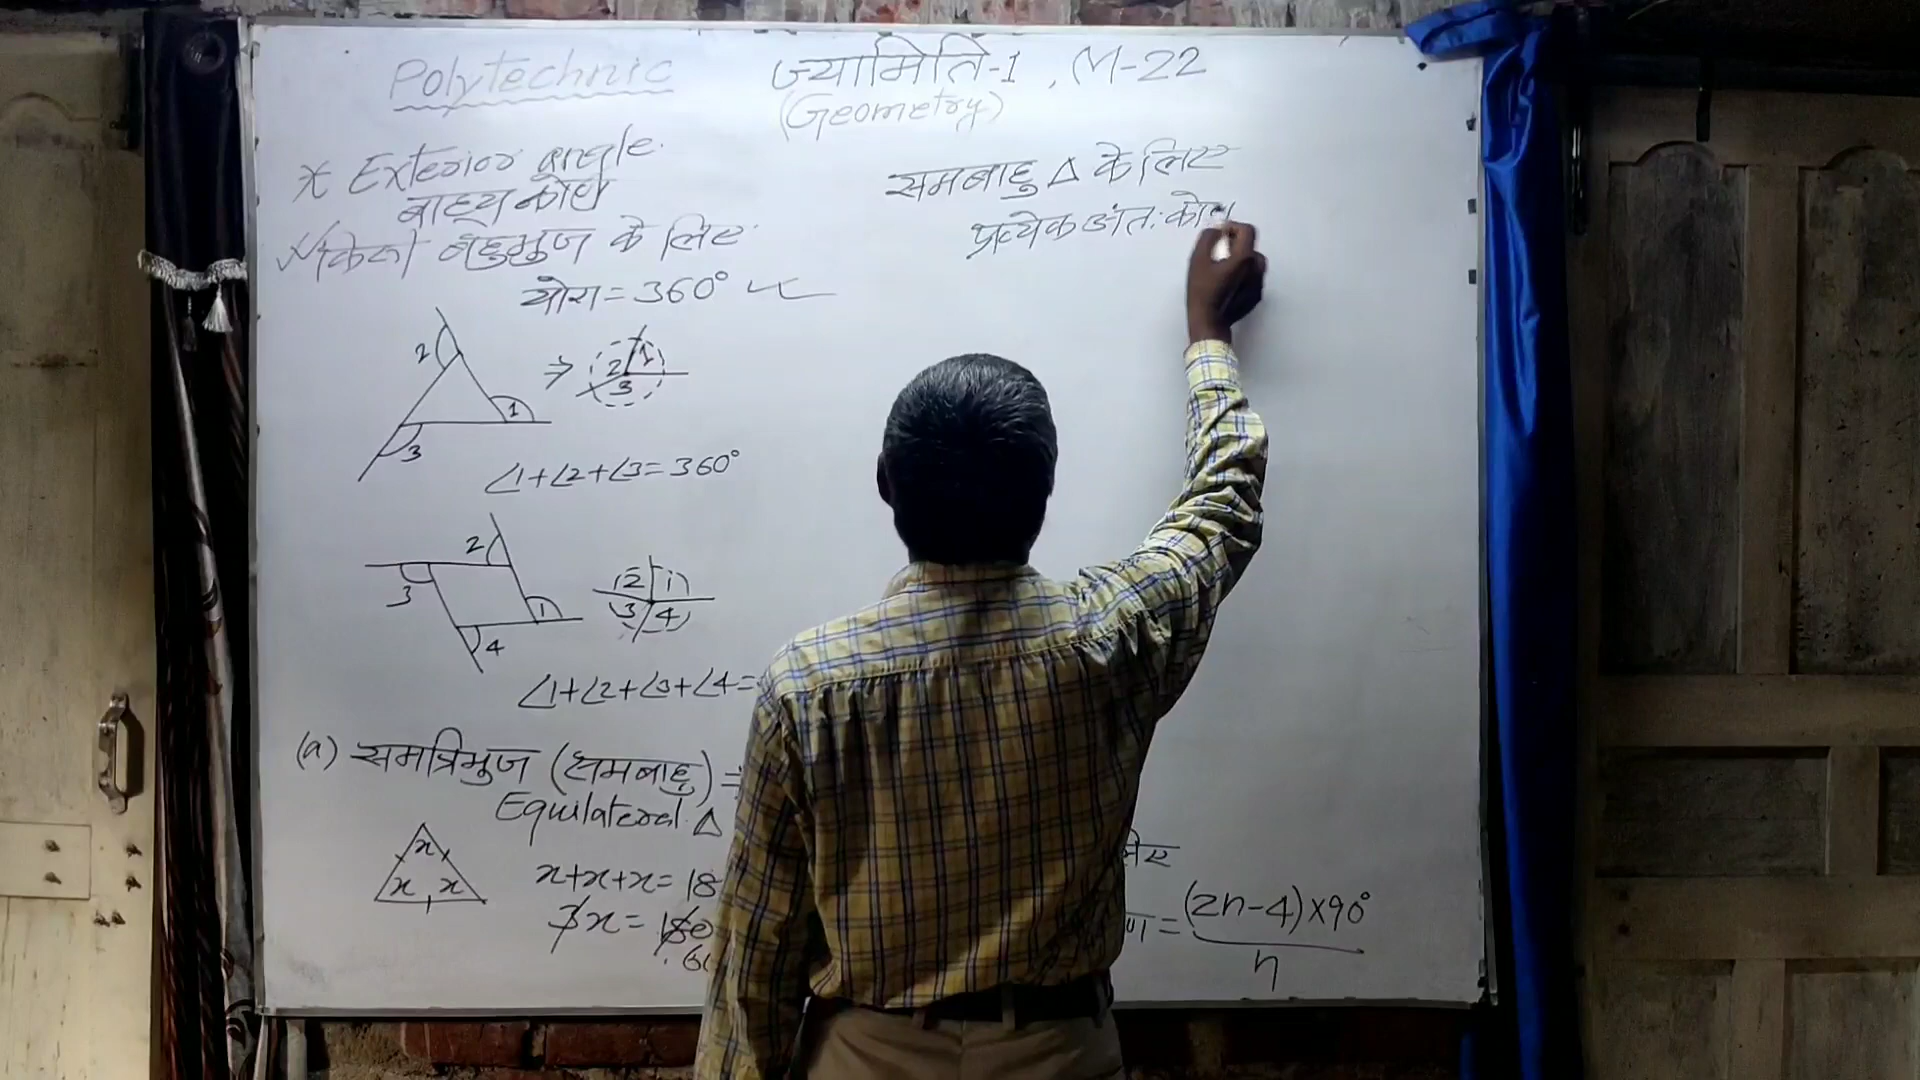 Polytechnic
ज्यामिति-1, M-22
(Geometry)
* Exterior angle.
बाह्य कोण
बहुभुज के लिए
योग = 360°
2
1
3
⇒
2 1
3
∠1+∠2+∠3=360°
2
3
1
4
2 1
3 4
∠1+∠2+∠3+∠4=
(a) समत्रिभुज (समबाहु) =
Equilateral Δ
x
x x
x+x+x= 18
3x = 180
60
समबाहु Δ के लिए
प्रत्येक अंतः को
= (2n-4)×90°
n